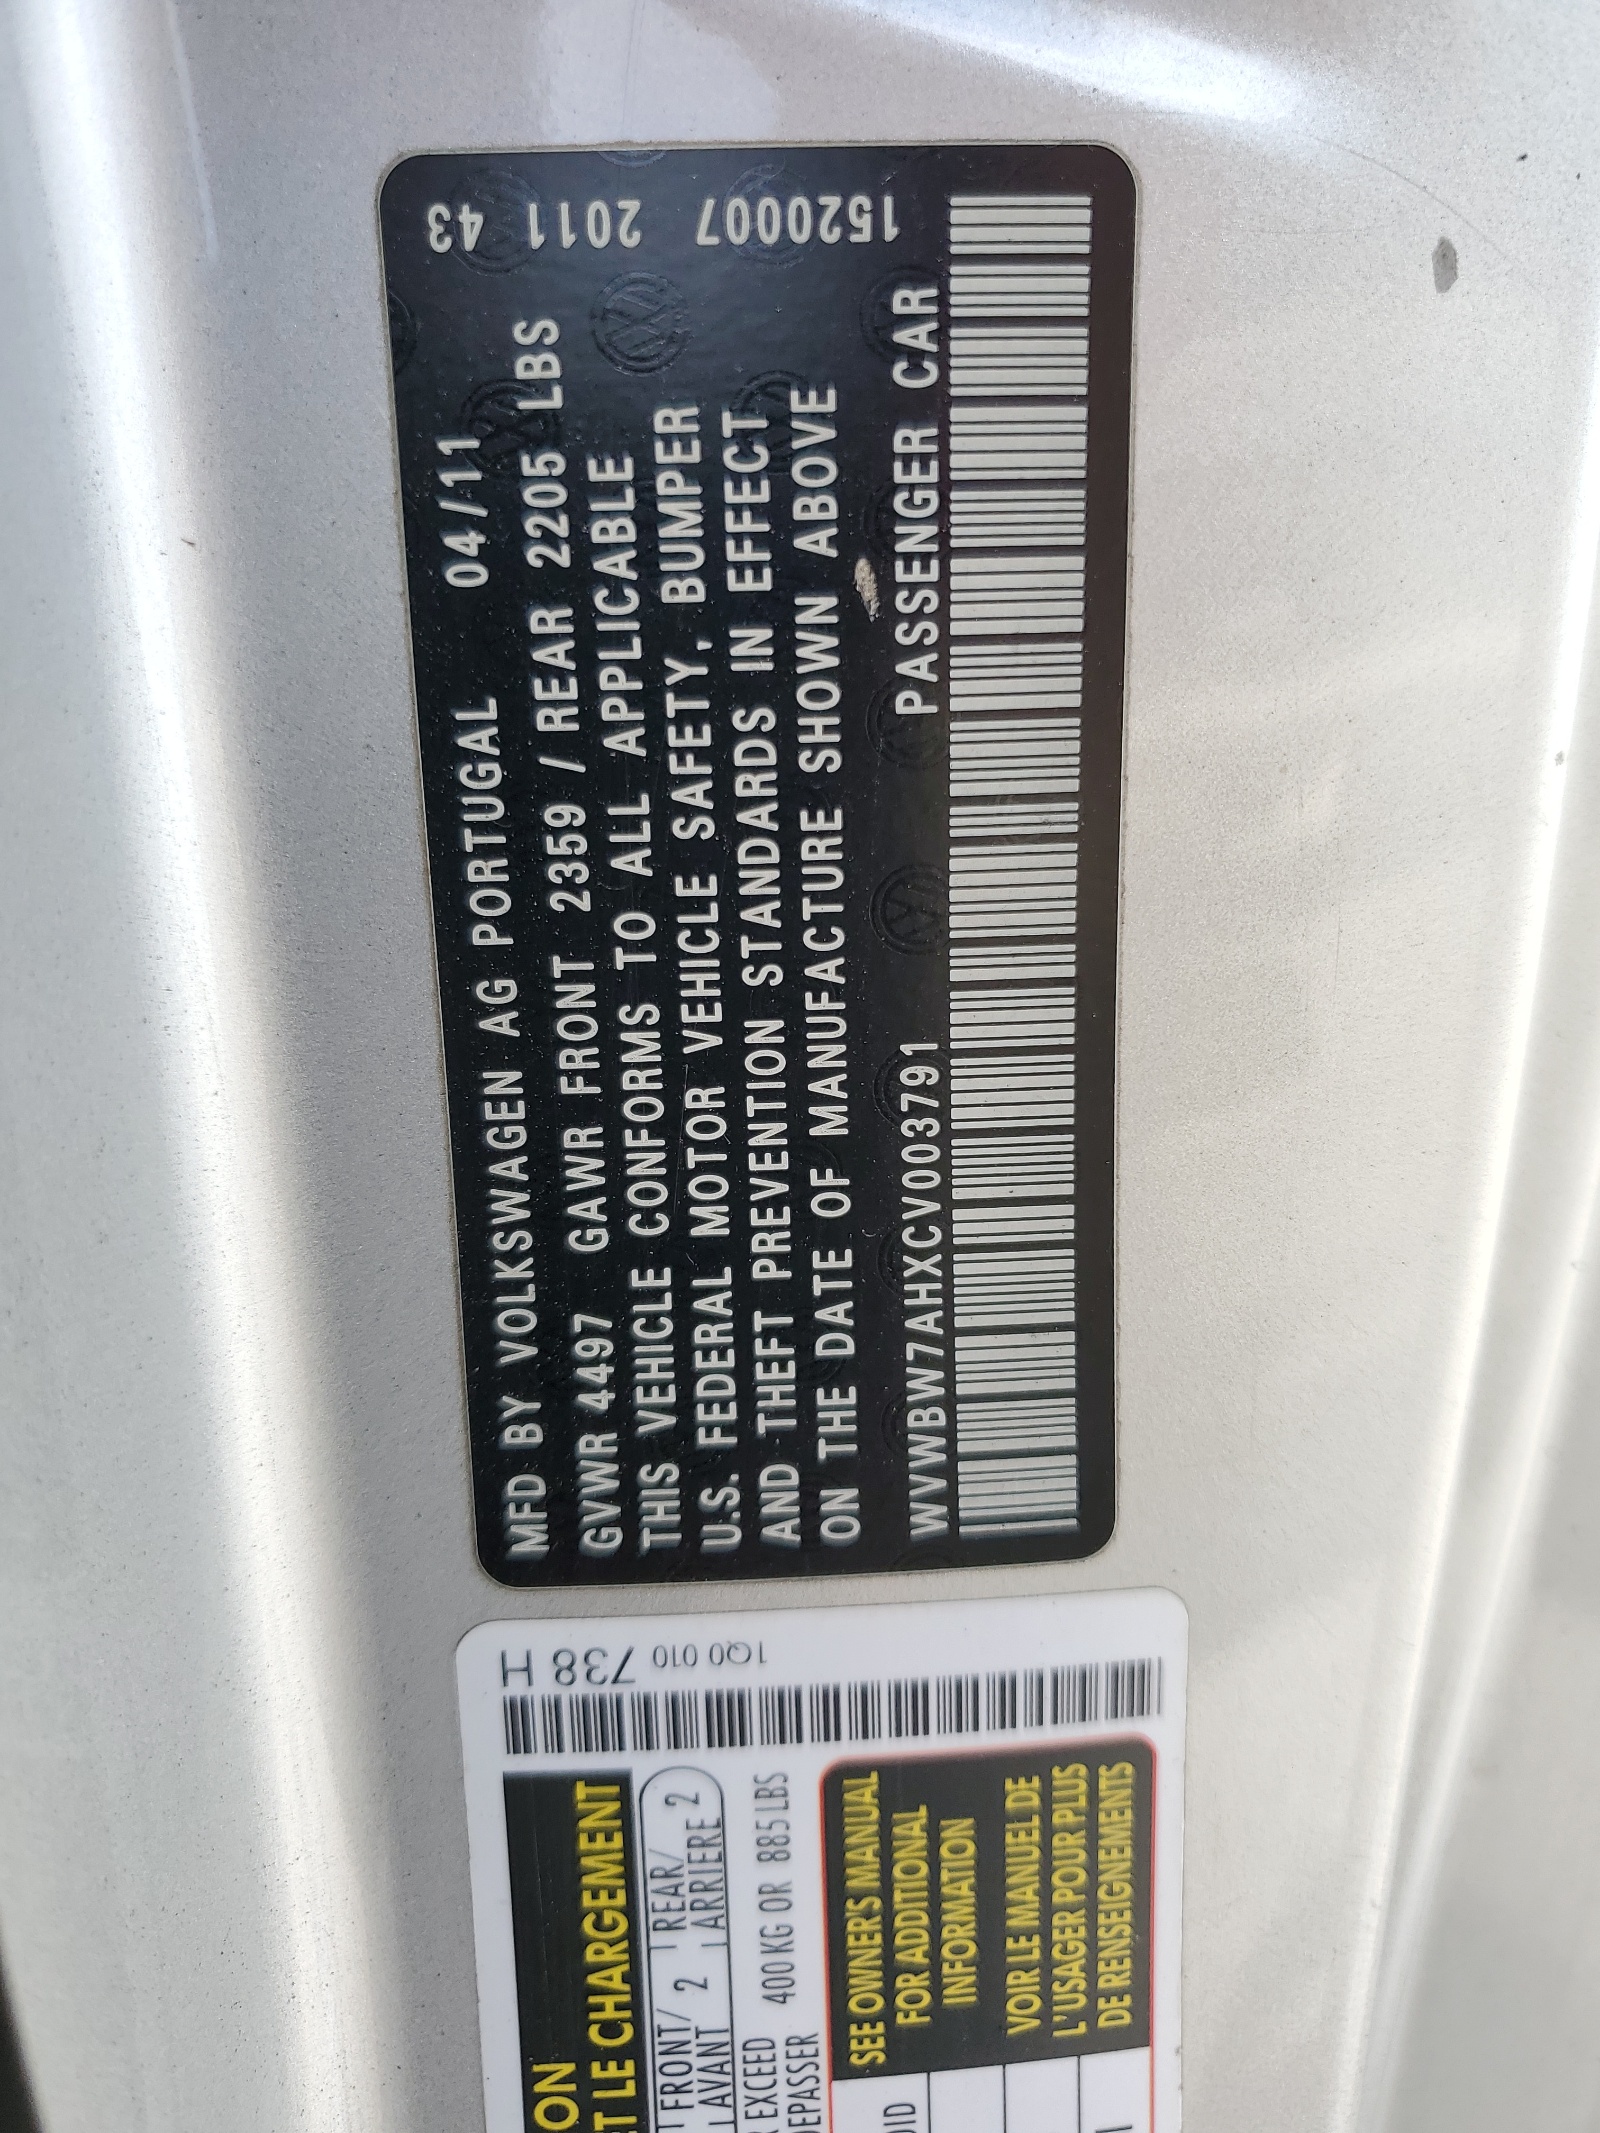 MFD BY VOLKSWAGEN AG PORTUGAL 04/11
GVWR 4497 GAWR FRONT 2359 / REAR 2205 LBS
THIS VEHICLE CONFORMS TO ALL APPLICABLE
U.S. FEDERAL MOTOR VEHICLE SAFETY, BUMPER
AND THEFT PREVENTION STANDARDS IN EFFECT
ON THE DATE OF MANUFACTURE SHOWN ABOVE
WVWBW7AHXCV003791 PASSENGER CAR
1520007 2011 43
1Q0 010 738 H
ON
T LE CHARGEMENT
FRONT/ 2 REAR/ 2
AVANT ARRIERE
EXCEED 400 KG OR 885 LBS
SEE OWNER'S MANUAL
FOR ADDITIONAL
INFORMATION
VOIR LE MANUEL DE
L'USAGER POUR PLUS
DE RENSEIGNEMENTS